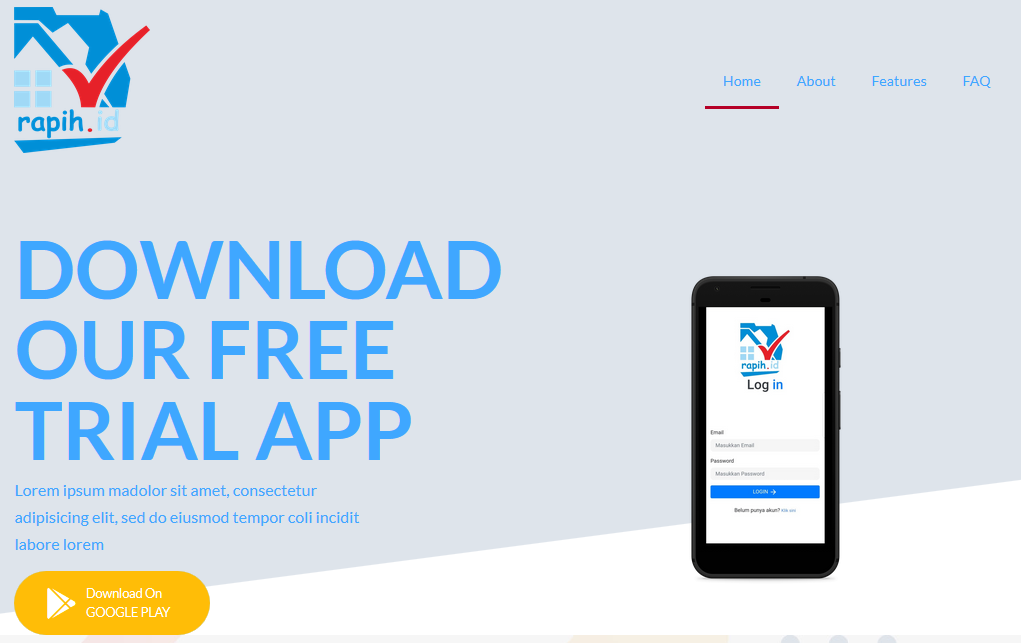 rapih.id
Home
About
Features
FAQ
DOWNLOAD
OUR FREE
TRIAL APP
Lorem ipsum madolor sit amet, consectetur
adipisicing elit, sed do eiusmod tempor coli incidit
labore lorem
Download On
GOOGLE PLAY
rapih.id
Log in
Email
Masukkan Email
Password
Masukkan Password
LOGIN
Belum punya akun? Klik sini